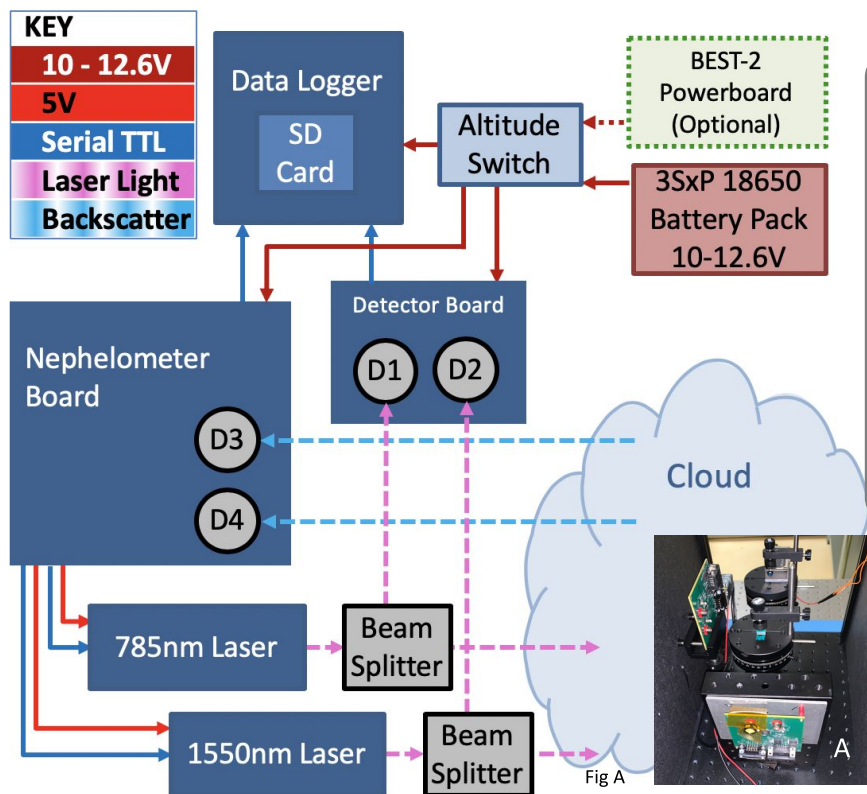 KEY
10 - 12.6V
5V
Serial TTL
Laser Light
Backscatter
Data Logger
SD
Card
Altitude
Switch
BEST-2
Powerboard
(Optional)
3SxP 18650
Battery Pack
10-12.6V
Detector Board
D1
D2
Nephelometer
Board
D3
D4
Cloud
785nm Laser
Beam
Splitter
1550nm Laser
Beam
Splitter
Fig A
A